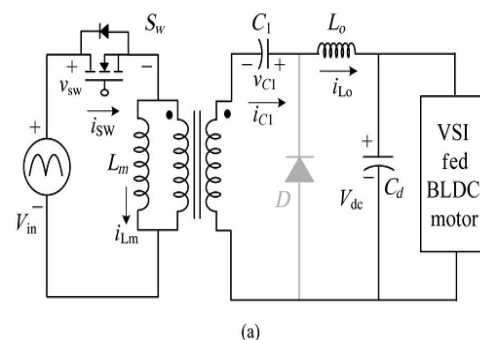 S_w
C_1
L_o
+ v_sw −
− v_C1 +
i_Lo
i_SW
i_C1
+
V_in
−
L_m
i_Lm
D
+
V_dc
−
C_d
VSI
fed
BLDC
motor
(a)